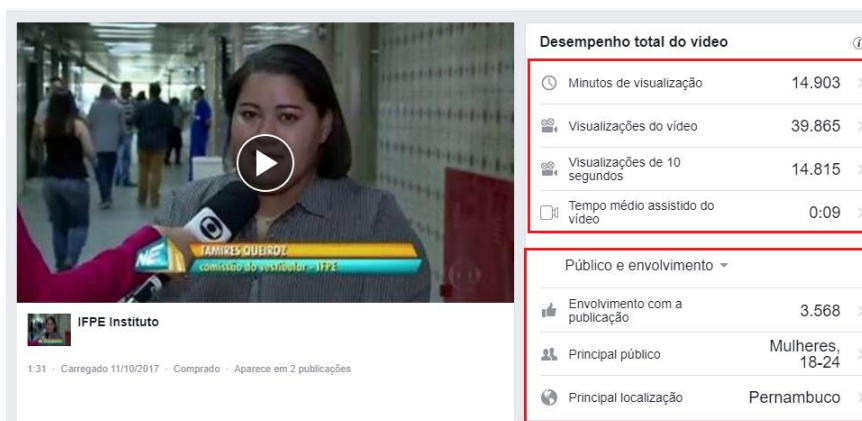 NE
TAMIRES QUEIROZ
comissão do vestibular - IFPE
IFPE Instituto
1:31 · Carregado 11/10/2017 · Comprado · Aparece em 2 publicações
Desempenho total do vídeo
Minutos de visualização 14.903
Visualizações do vídeo 39.865
Visualizações de 10
segundos 14.815
Tempo médio assistido do
vídeo 0:09
Público e envolvimento
Envolvimento com a
publicação 3.568
Principal público Mulheres,
18-24
Principal localização Pernambuco